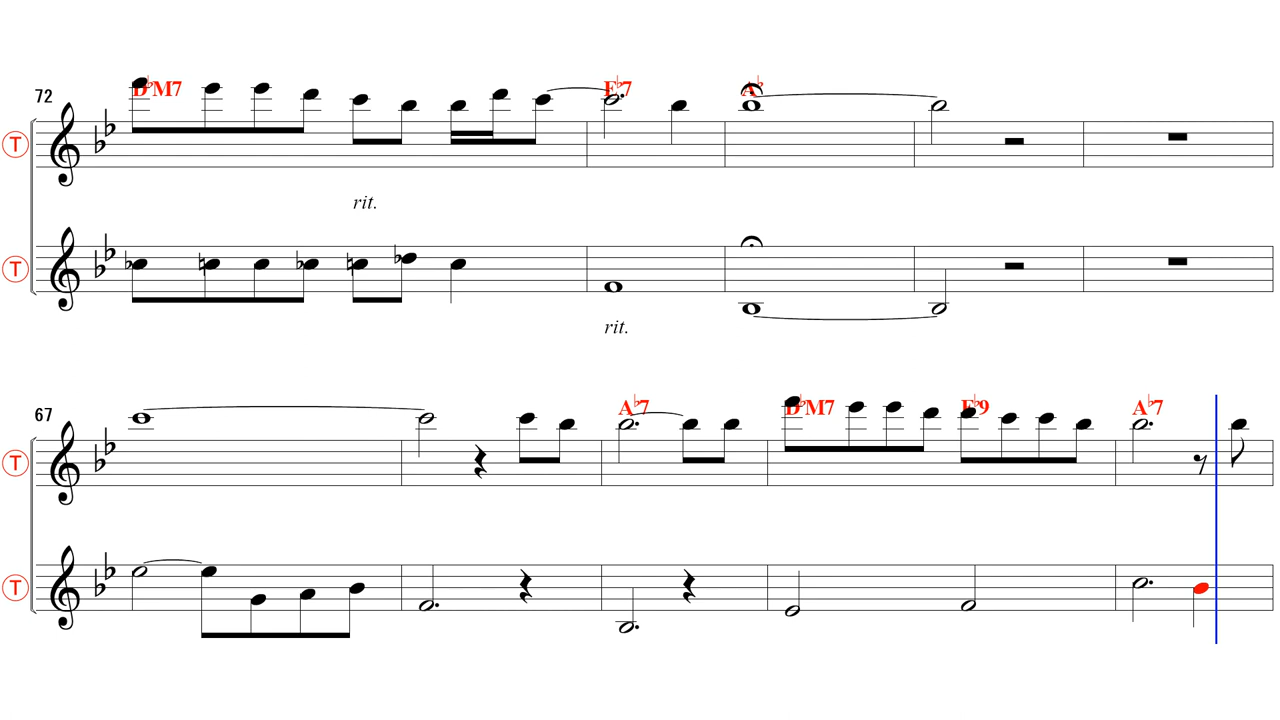 72
D♭M7 E♭7 A♭
T
rit.
T
rit.
67
A♭7 D♭M7 E♭9 A♭7
T
T